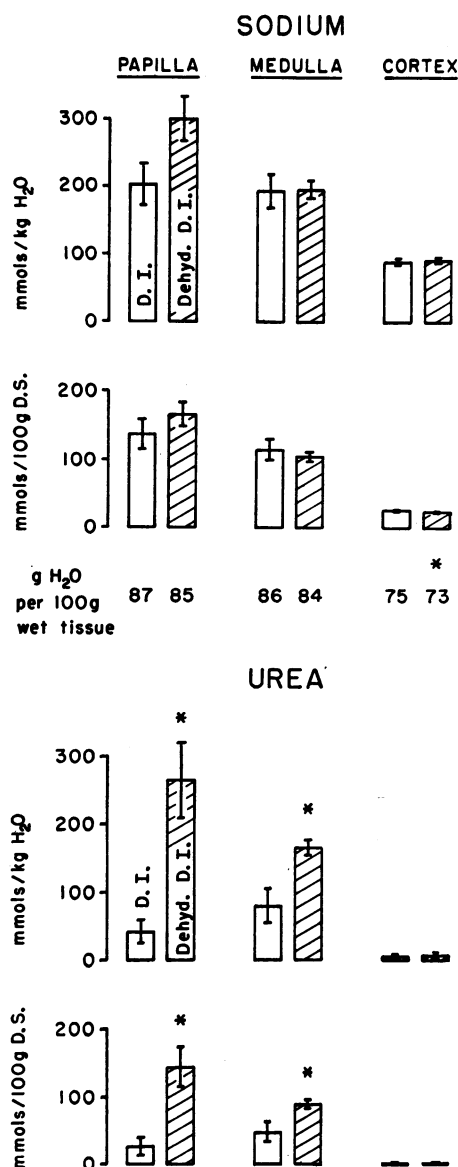 SODIUM
PAPILLA MEDULLA CORTEX
mmols/kg H₂O
300
200
100
0
D. I.
Dehyd. D. I.
mmols/100g D.S.
200
100
0
*
g H₂O
per 100g
wet tissue
87 85 86 84 75 73
UREA
mmols/kg H₂O
300
200
100
0
D. I.
Dehyd. D. I.
*
*
mmols/100g D.S.
200
100
0
*
*